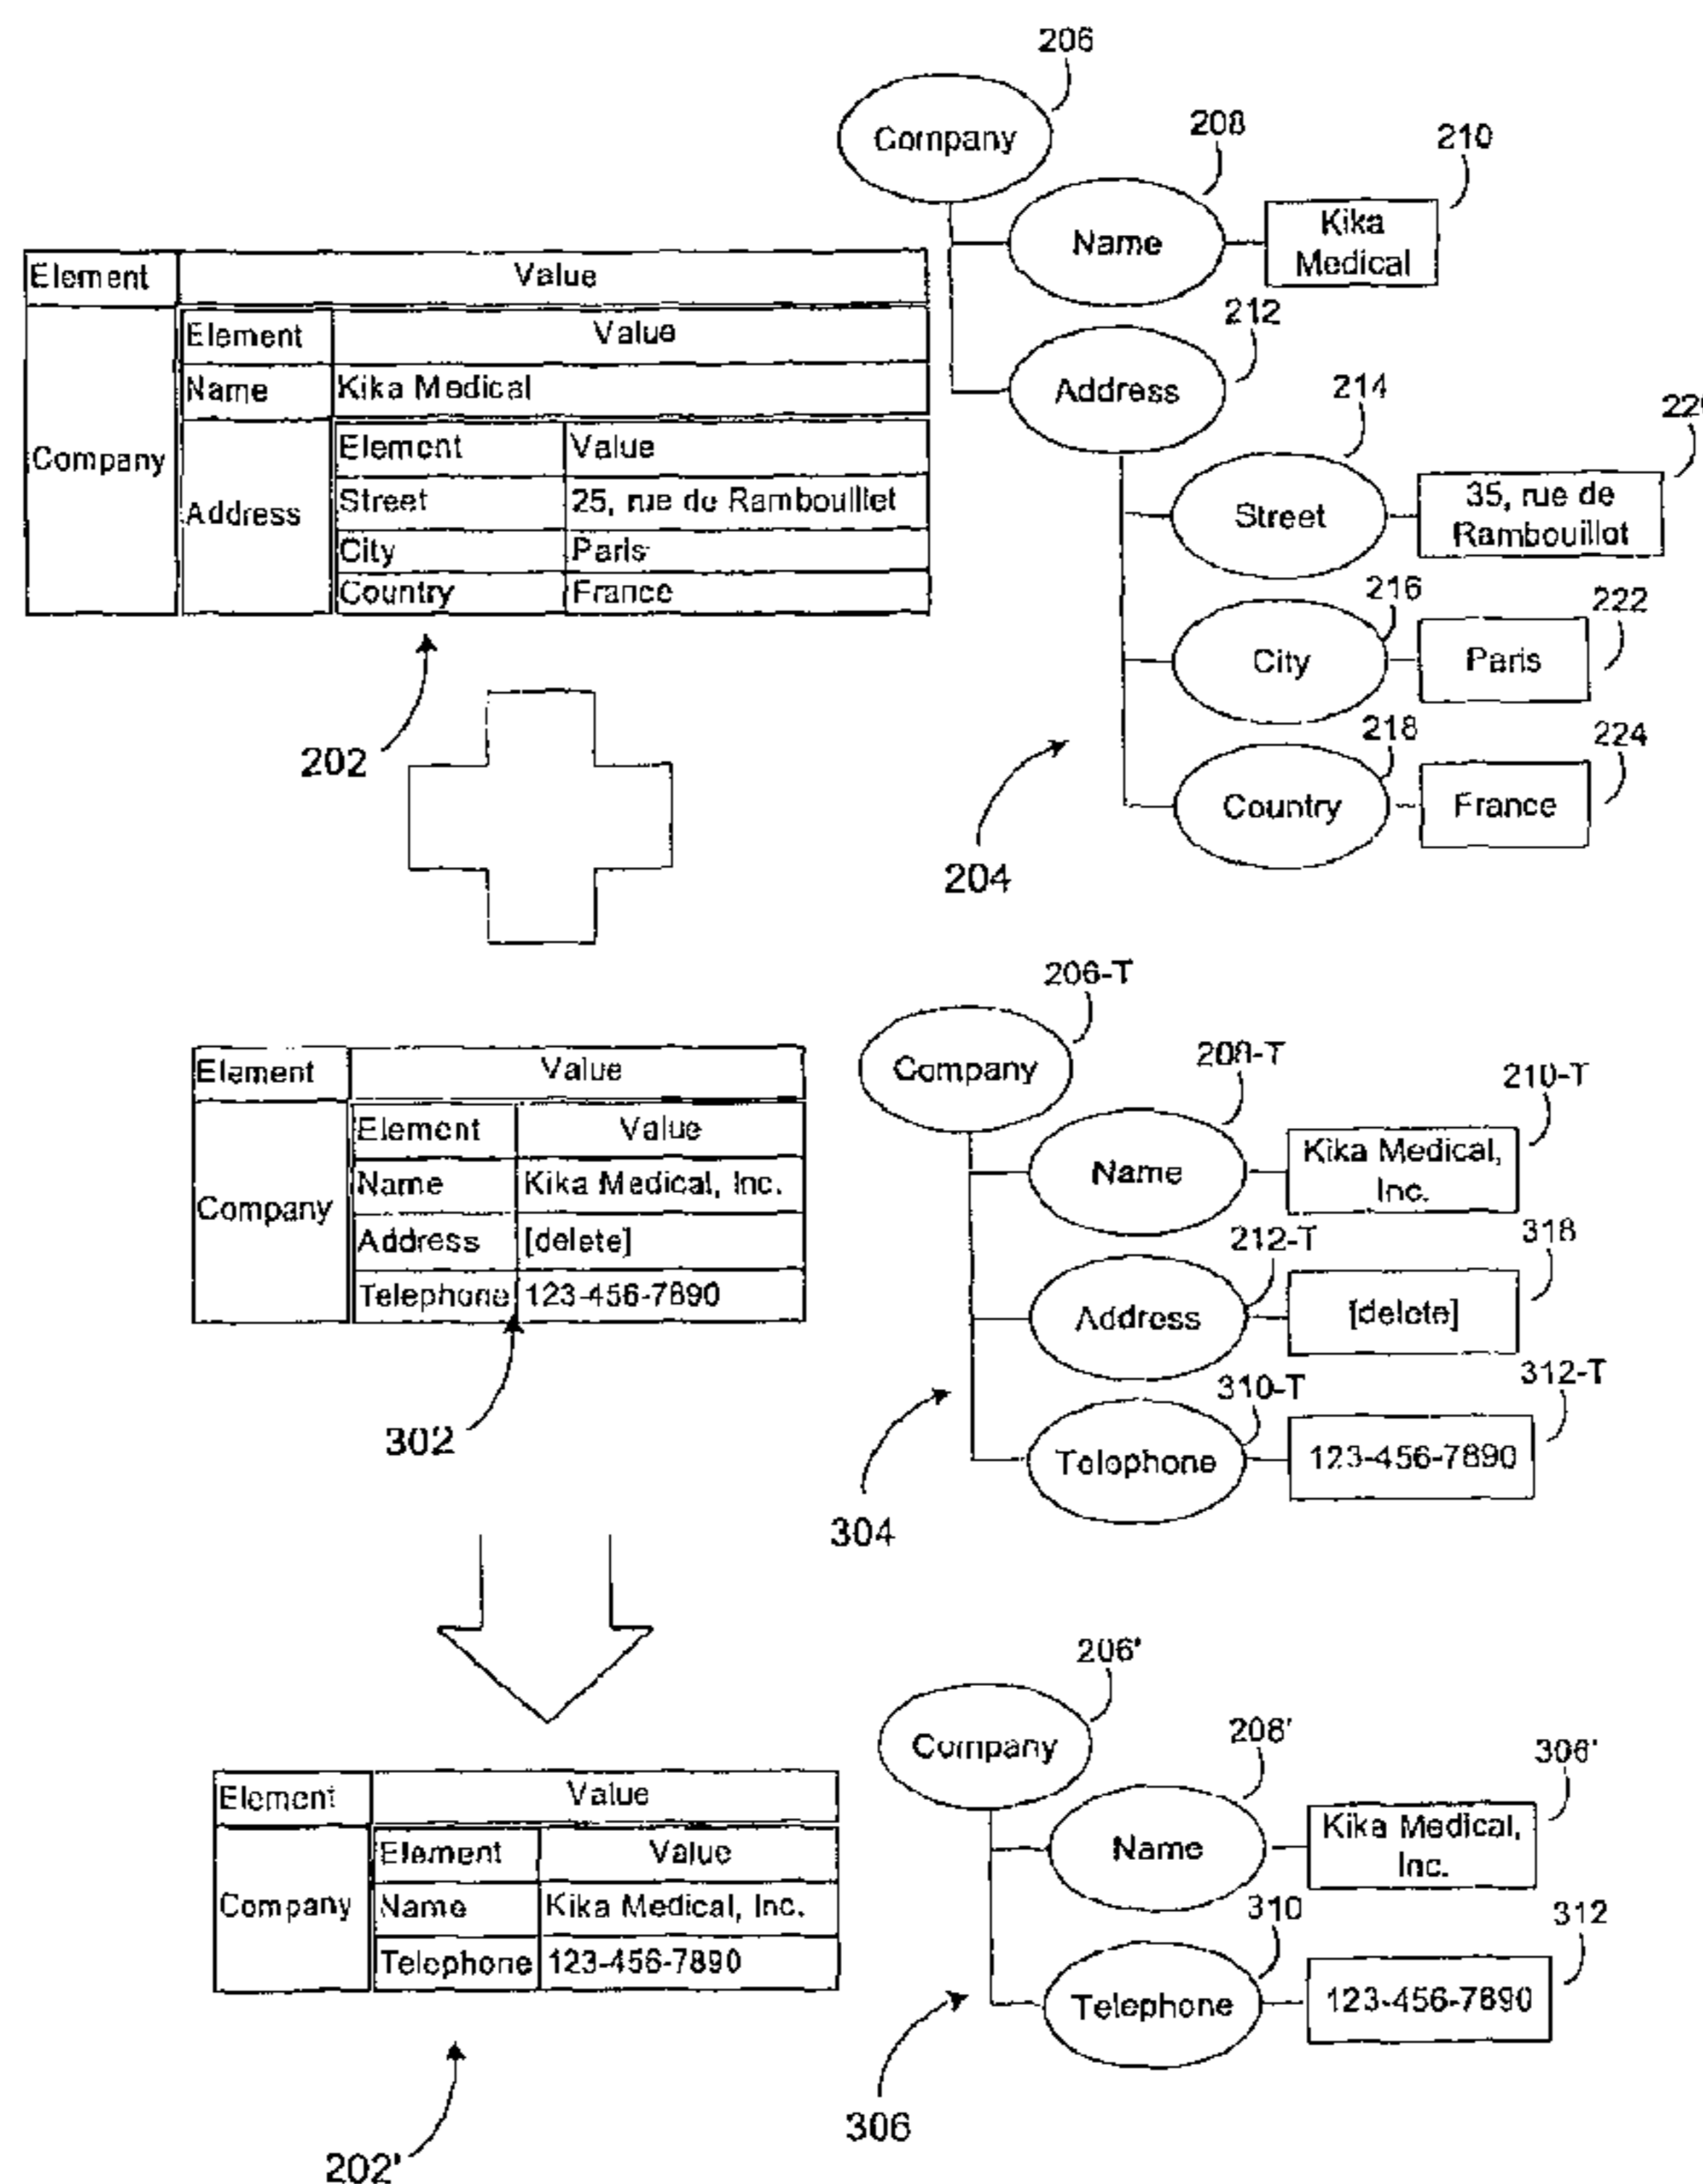 206
Company
208
210
Name
Kika
Medical
212
Address
214
Street
35, rue de
Rambouillot
216
222
City
Paris
218
224
Country
France
204
Element Value
Company
Element Value
Name Kika Medical
Address
Element Value
Street 25, rue de Rambouilltet
City Paris
Country France
202
206-T
Company
208-T
210-T
Name
Kika Medical,
Inc.
212-T
318
Address
[delete]
310-T
312-T
Telephone
123-456-7890
304
Element Value
Company
Element Value
Name Kika Medical, Inc.
Address [delete]
Telephone 123-456-7890
302
206'
Company
208'
306'
Name
Kika Medical,
Inc.
310
312
Telephone
123-456-7890
306
Element Value
Company
Element Value
Name Kika Medical, Inc.
Telephone 123-456-7890
202'